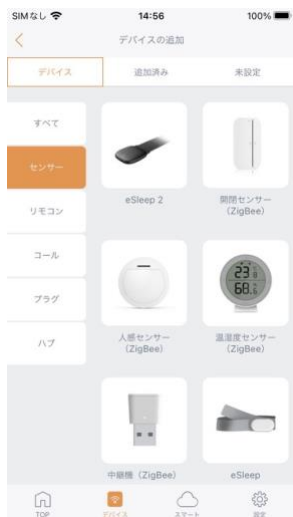 SIMなし 14:56 100%
デバイスの追加
デバイス 追加済み 未設定
すべて
センサー
リモコン
コール
プラグ
ハブ
eSleep 2
開閉センサー
（ZigBee）
人感センサー
（ZigBee）
温湿度センサー
（ZigBee）
中継機（ZigBee）
eSleep
TOP デバイス スマート 設定